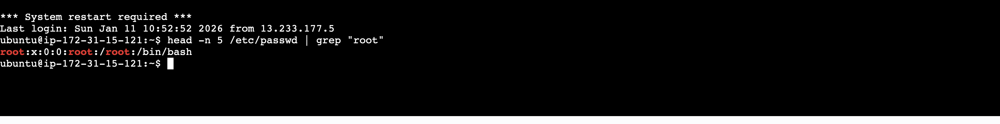 *** System restart required ***
Last login: Sun Jan 11 10:52:52 2026 from 13.233.177.5
ubuntu@ip-172-31-15-121:~$ head -n 5 /etc/passwd | grep "root"
root:x:0:0:root:/root:/bin/bash
ubuntu@ip-172-31-15-121:~$